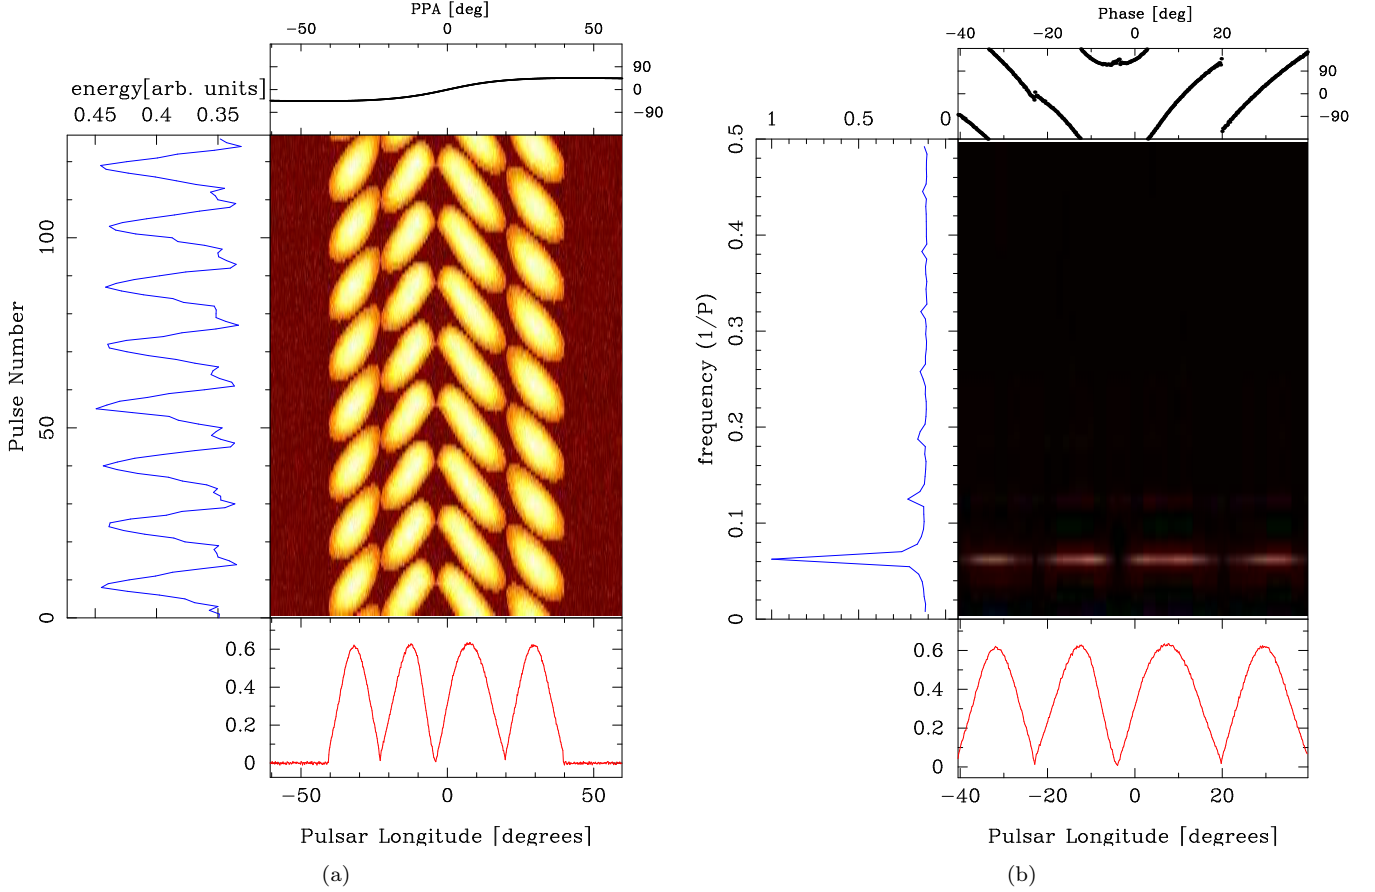 PPA [deg]
−50 0 50
90
0
−90
energy[arb. units]
0.45 0.4 0.35
Pulse Number
100
50
0
0.6
0.4
0.2
0
−50 0 50
Pulsar Longitude [degrees]
(a)
Phase [deg]
−40 −20 0 20
90
0
−90
1 0.5 0
frequency (1/P)
0.5
0.4
0.3
0.2
0.1
0
0.6
0.4
0.2
0
−40 −20 0 20
Pulsar Longitude [degrees]
(b)